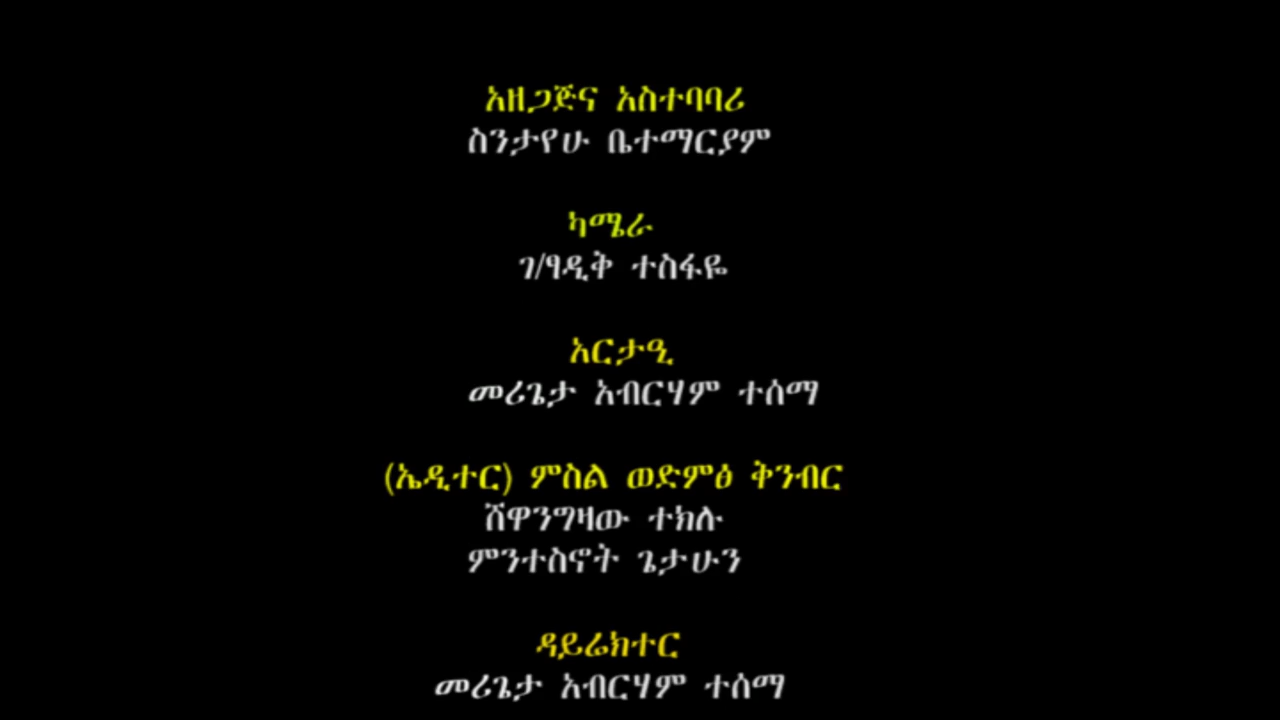 አዘጋጅና አስተባባሪ
ስንታየሁ ቤተማርያም
ካሜራ
ገ/ፃዲቅ ተስፋዬ
አርታዒ
መሪጌታ አብርሃም ተሰማ
(ኤዲተር) ምስል ወድምፅ ቅንብር
ሽዋንግዛው ተክሉ
ምንተስኖት ጌታሁን
ዳይሬክተር
መሪጌታ አብርሃም ተሰማ